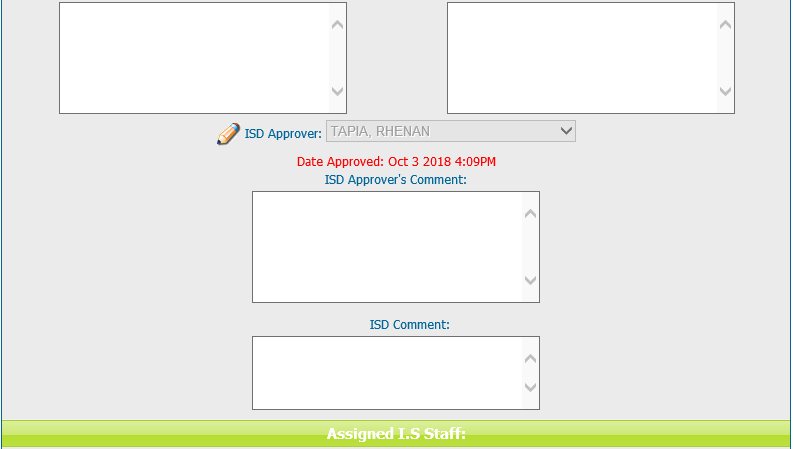 ISD Approver: TAPIA, RHENAN
Date Approved: Oct 3 2018 4:09PM
ISD Approver's Comment:
ISD Comment:
Assigned I.S Staff: